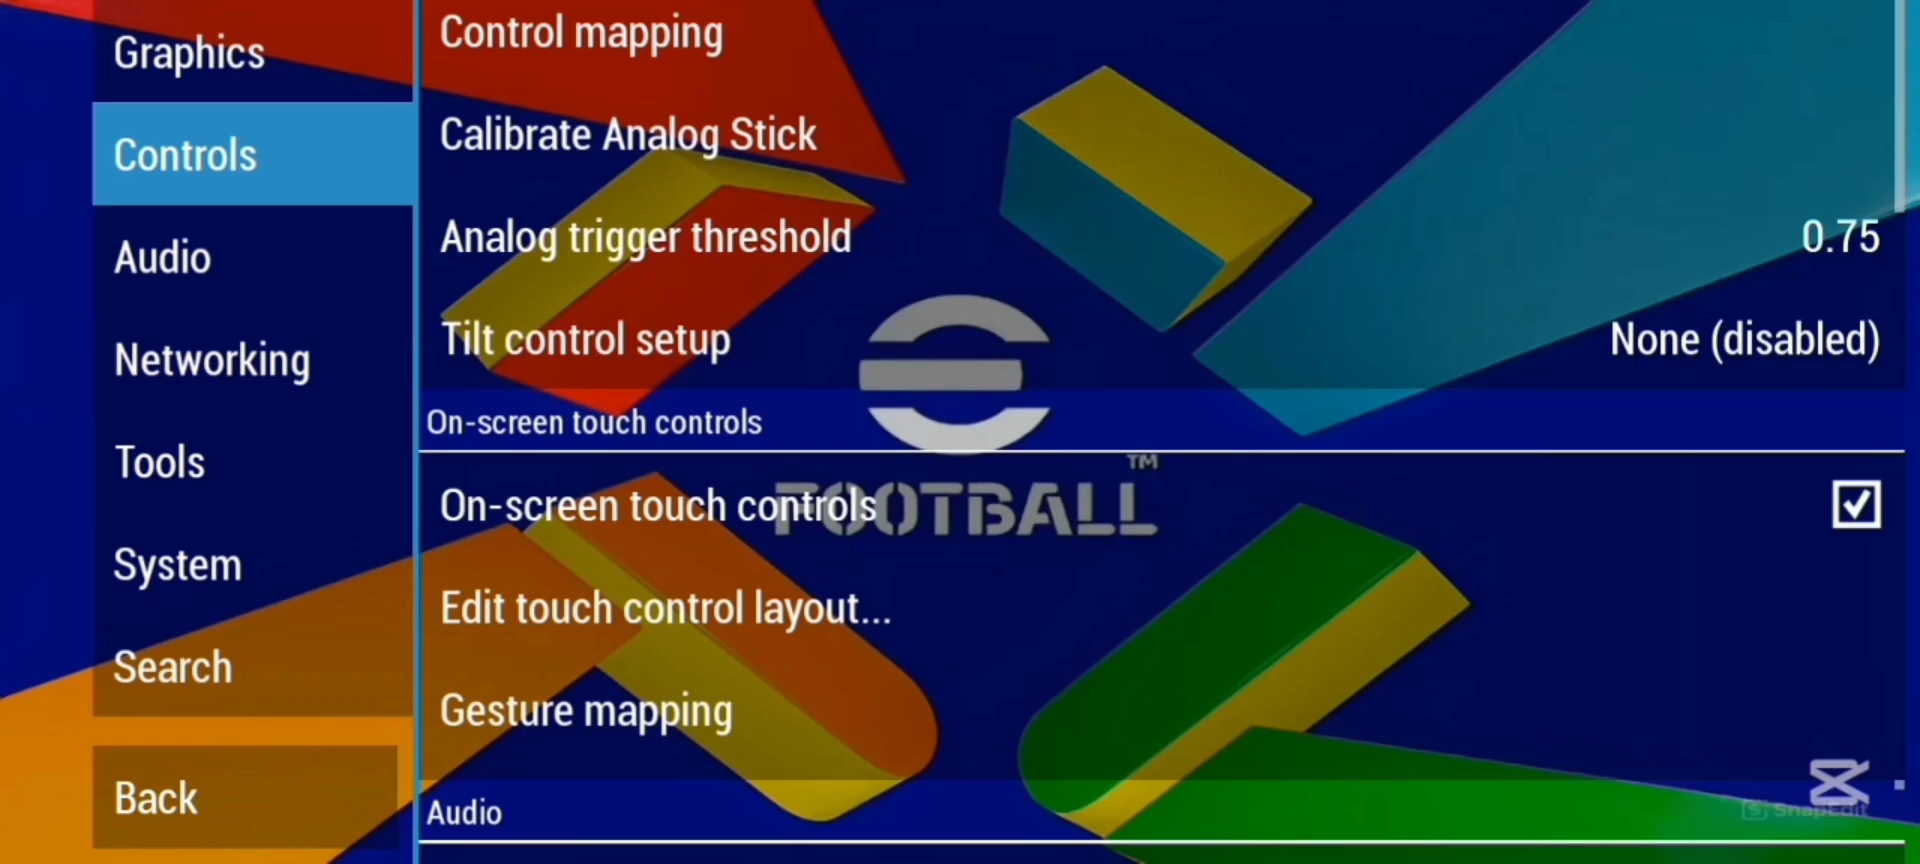 Graphics
Controls
Audio
Networking
Tools
System
Search
Back
Control mapping
Calibrate Analog Stick
Analog trigger threshold 0.75
Tilt control setup None (disabled)
On-screen touch controls
On-screen touch controls
Edit touch control layout...
Gesture mapping
Audio
FOOTBALL™
SnapEdit